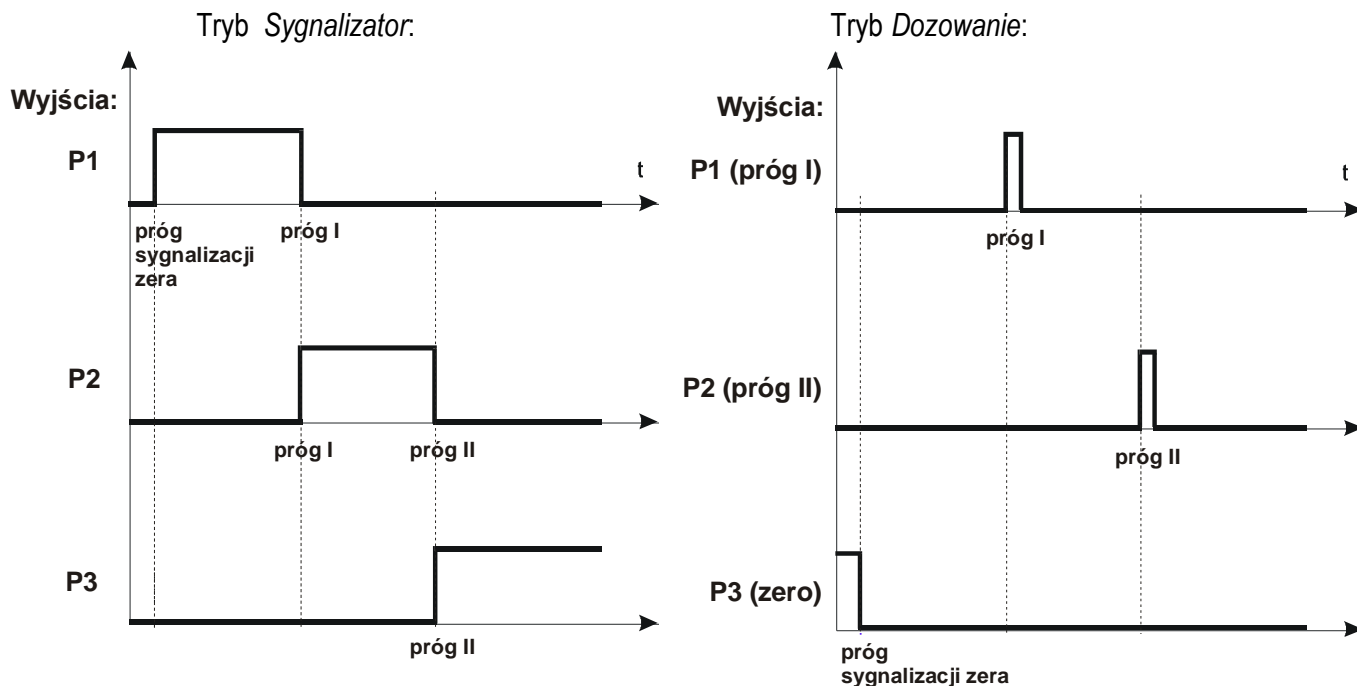 Tryb Sygnalizator:
Wyjścia:
P1
t
próg
sygnalizacji
zera
próg I
P2
próg I
próg II
P3
próg II
Tryb Dozowanie:
Wyjścia:
P1 (próg I)
t
próg I
P2 (próg II)
próg II
P3 (zero)
próg
sygnalizacji zera